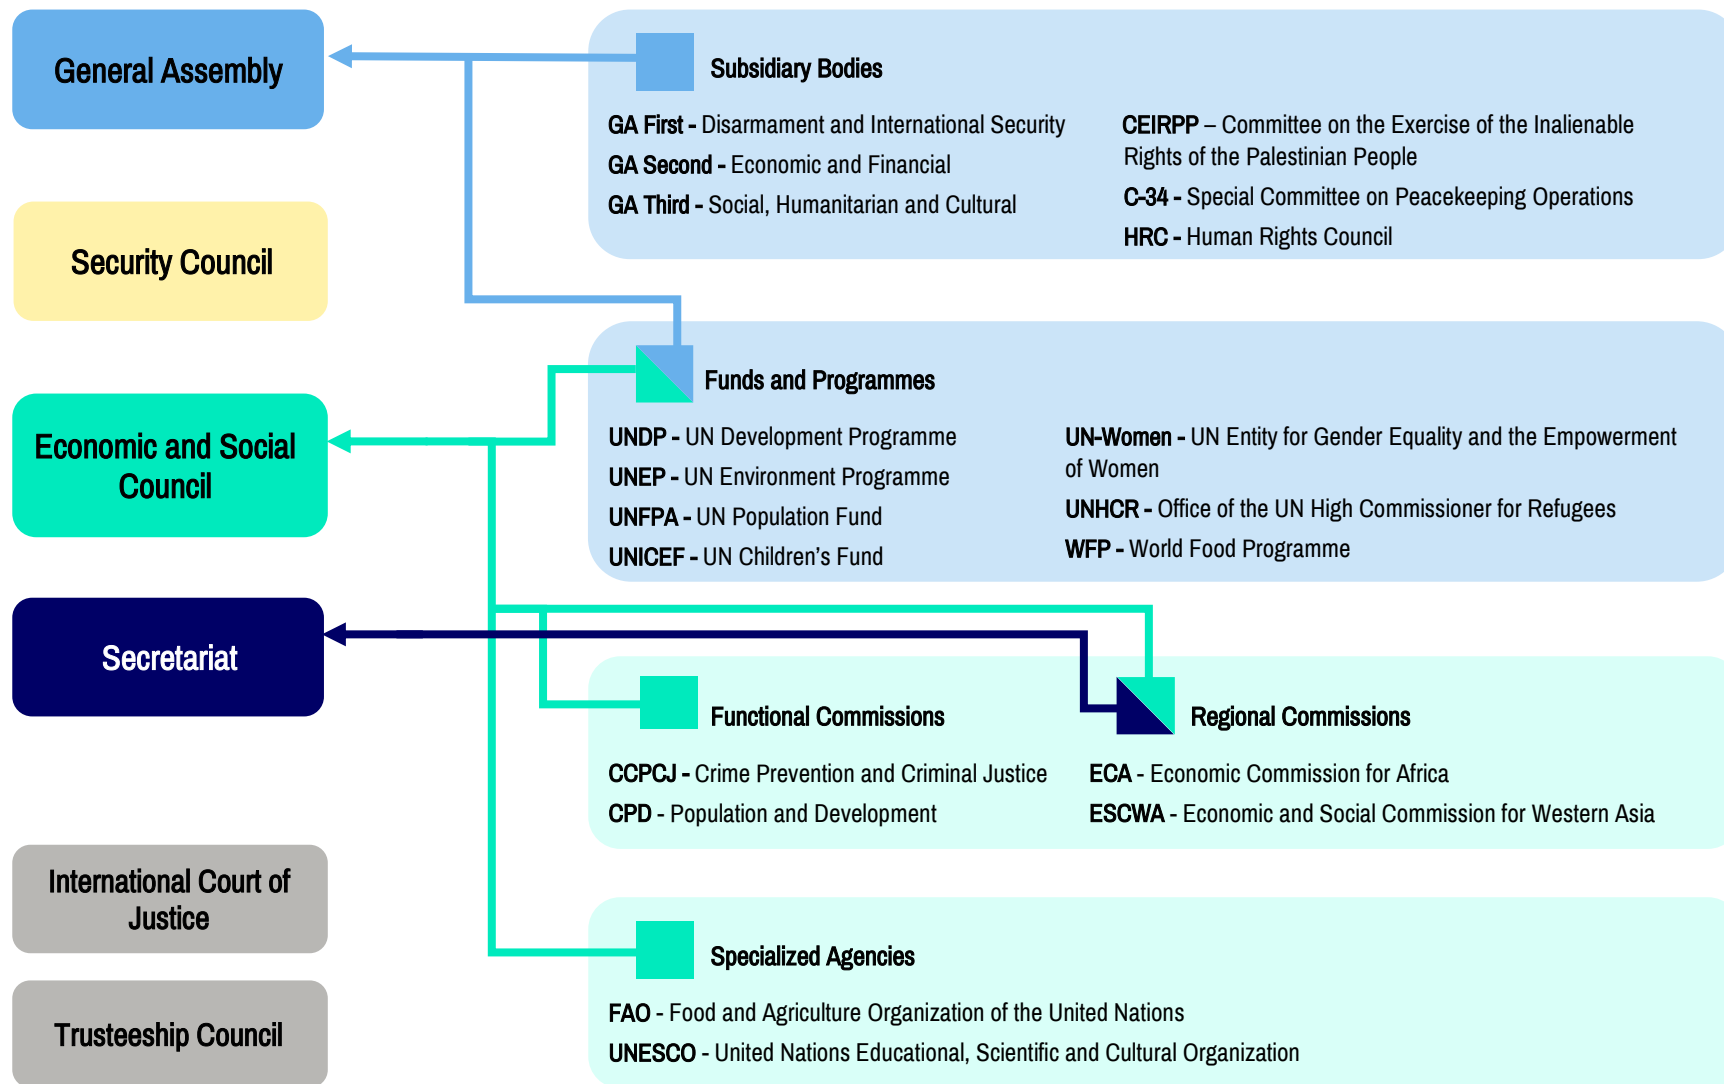 General Assembly
Security Council
Economic and Social
Council
Secretariat
International Court of
Justice
Trusteeship Council
Subsidiary Bodies
GA First - Disarmament and International Security
GA Second - Economic and Financial
GA Third - Social, Humanitarian and Cultural
CEIRPP – Committee on the Exercise of the Inalienable
Rights of the Palestinian People
C-34 - Special Committee on Peacekeeping Operations
HRC - Human Rights Council
Funds and Programmes
UNDP - UN Development Programme
UNEP - UN Environment Programme
UNFPA - UN Population Fund
UNICEF - UN Children’s Fund
UN-Women - UN Entity for Gender Equality and the Empowerment
of Women
UNHCR - Office of the UN High Commissioner for Refugees
WFP - World Food Programme
Functional Commissions
CCPCJ - Crime Prevention and Criminal Justice
CPD - Population and Development
Regional Commissions
ECA - Economic Commission for Africa
ESCWA - Economic and Social Commission for Western Asia
Specialized Agencies
FAO - Food and Agriculture Organization of the United Nations
UNESCO - United Nations Educational, Scientific and Cultural Organization